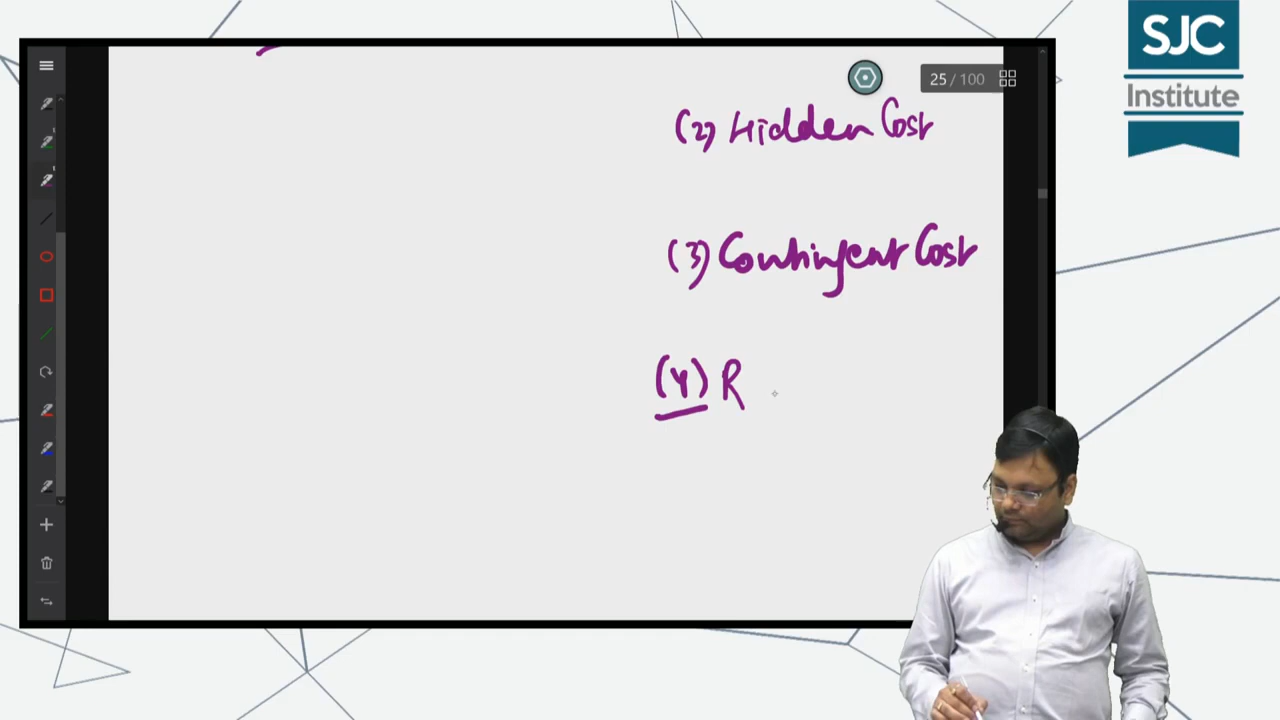 SJC
Institute
25 / 100
(2) Hidden Cost
(3) Contingent Cost
(4) R